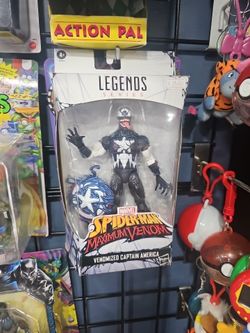 ACTION PAL
LEGENDS
SERIES
MARVEL
SPIDER-MAN
MAXIMUM VENOM
VENOMIZED CAPTAIN AMERICA